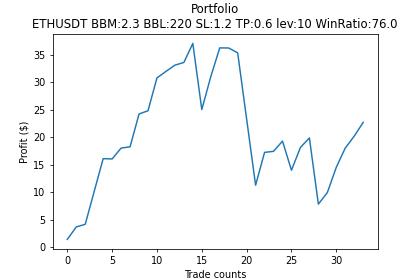 Portfolio
ETHUSDT BBM:2.3 BBL:220 SL:1.2 TP:0.6 lev:10 WinRatio:76.0
Profit ($)
35
30
25
20
15
10
5
0
0 5 10 15 20 25 30
Trade counts